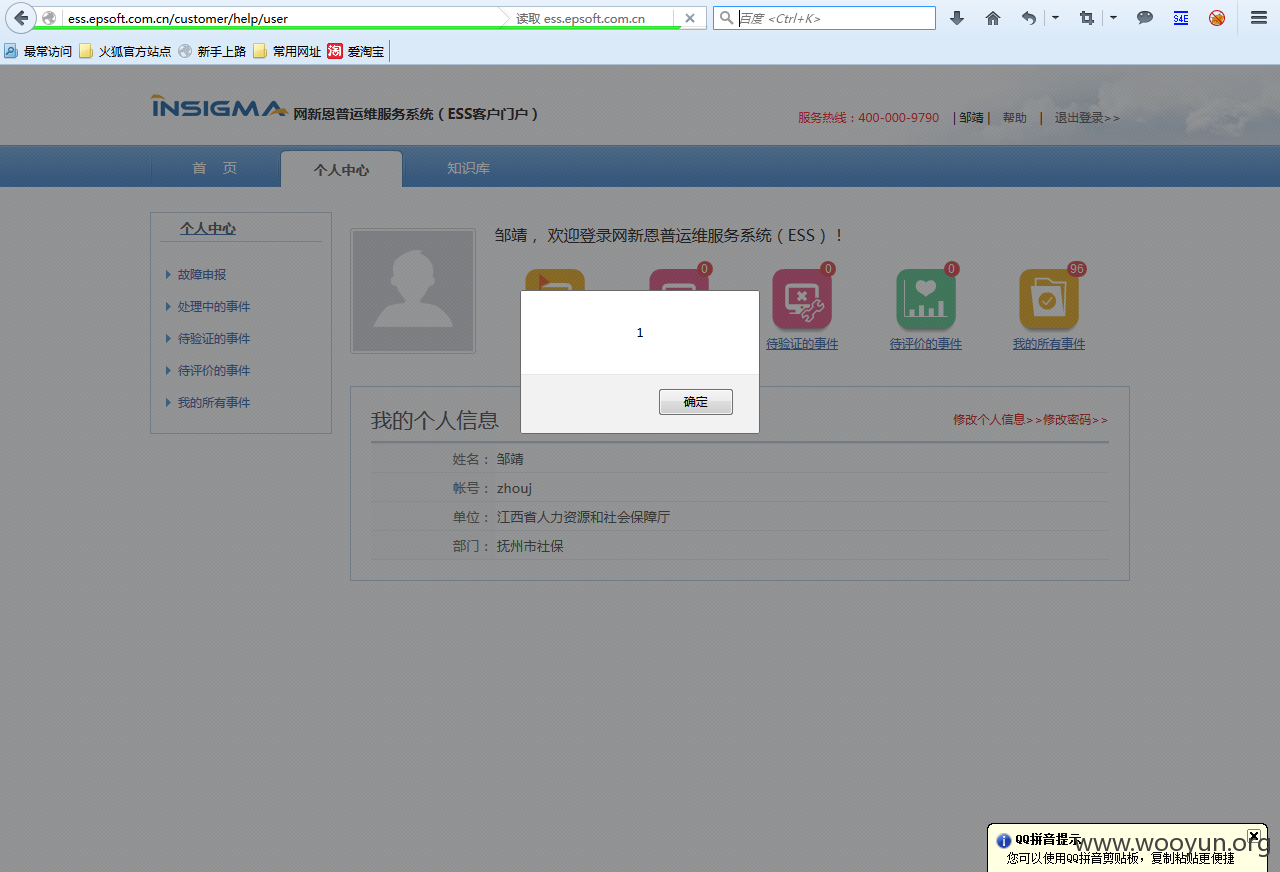 ess.epsoft.com.cn/customer/help/user
读取 ess.epsoft.com.cn
百度 <Ctrl+K>
S4E
最常访问 火狐官方站点 新手上路 常用网址 淘 爱淘宝
INSIGMA 网新恩普运维服务系统（ESS客户门户）
服务热线：400-000-9790 | 邹靖 | 帮助 | 退出登录>>
首 页 个人中心 知识库
个人中心
故障申报
处理中的事件
待验证的事件
待评价的事件
我的所有事件
邹靖， 欢迎登录网新恩普运维服务系统（ESS）！
0 0 0 96
待验证的事件 待评价的事件 我的所有事件
1
确定
我的个人信息
修改个人信息>>修改密码>>
姓名： 邹靖
帐号： zhouj
单位： 江西省人力资源和社会保障厅
部门： 抚州市社保
QQ拼音提示
www.wooyun.org
您可以使用QQ拼音剪贴板，复制粘贴更便捷